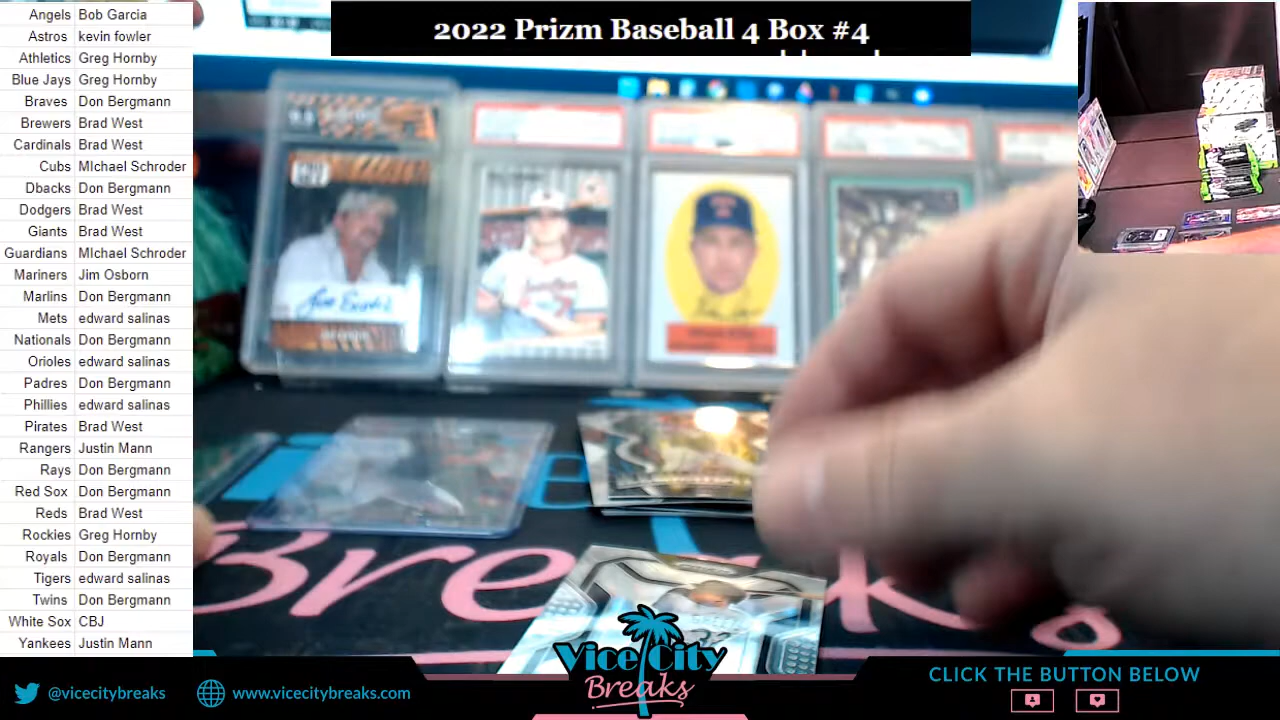 2022 Prizm Baseball 4 Box #4
Angels Bob Garcia
Astros kevin fowler
Athletics Greg Hornby
Blue Jays Greg Hornby
Braves Don Bergmann
Brewers Brad West
Cardinals Brad West
Cubs MIchael Schroder
Dbacks Don Bergmann
Dodgers Brad West
Giants Brad West
Guardians MIchael Schroder
Mariners Jim Osborn
Marlins Don Bergmann
Mets edward salinas
Nationals Don Bergmann
Orioles edward salinas
Padres Don Bergmann
Phillies edward salinas
Pirates Brad West
Rangers Justin Mann
Rays Don Bergmann
Red Sox Don Bergmann
Reds Brad West
Rockies Greg Hornby
Royals Don Bergmann
Tigers edward salinas
Twins Don Bergmann
White Sox CBJ
Yankees Justin Mann
Breaks
Vice City
Breaks
@vicecitybreaks
www.vicecitybreaks.com
CLICK THE BUTTON BELOW